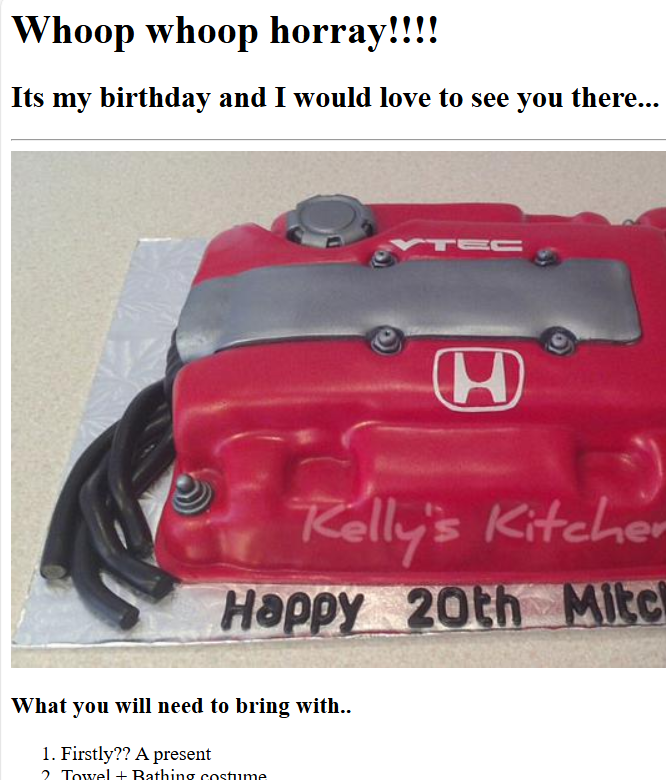 Whoop whoop horray!!!!
Its my birthday and I would love to see you there...
VTEC
Kelly's Kitchen
Happy 20th Mitch
What you will need to bring with..
1. Firstly?? A present
2. Towel + Bathing costume